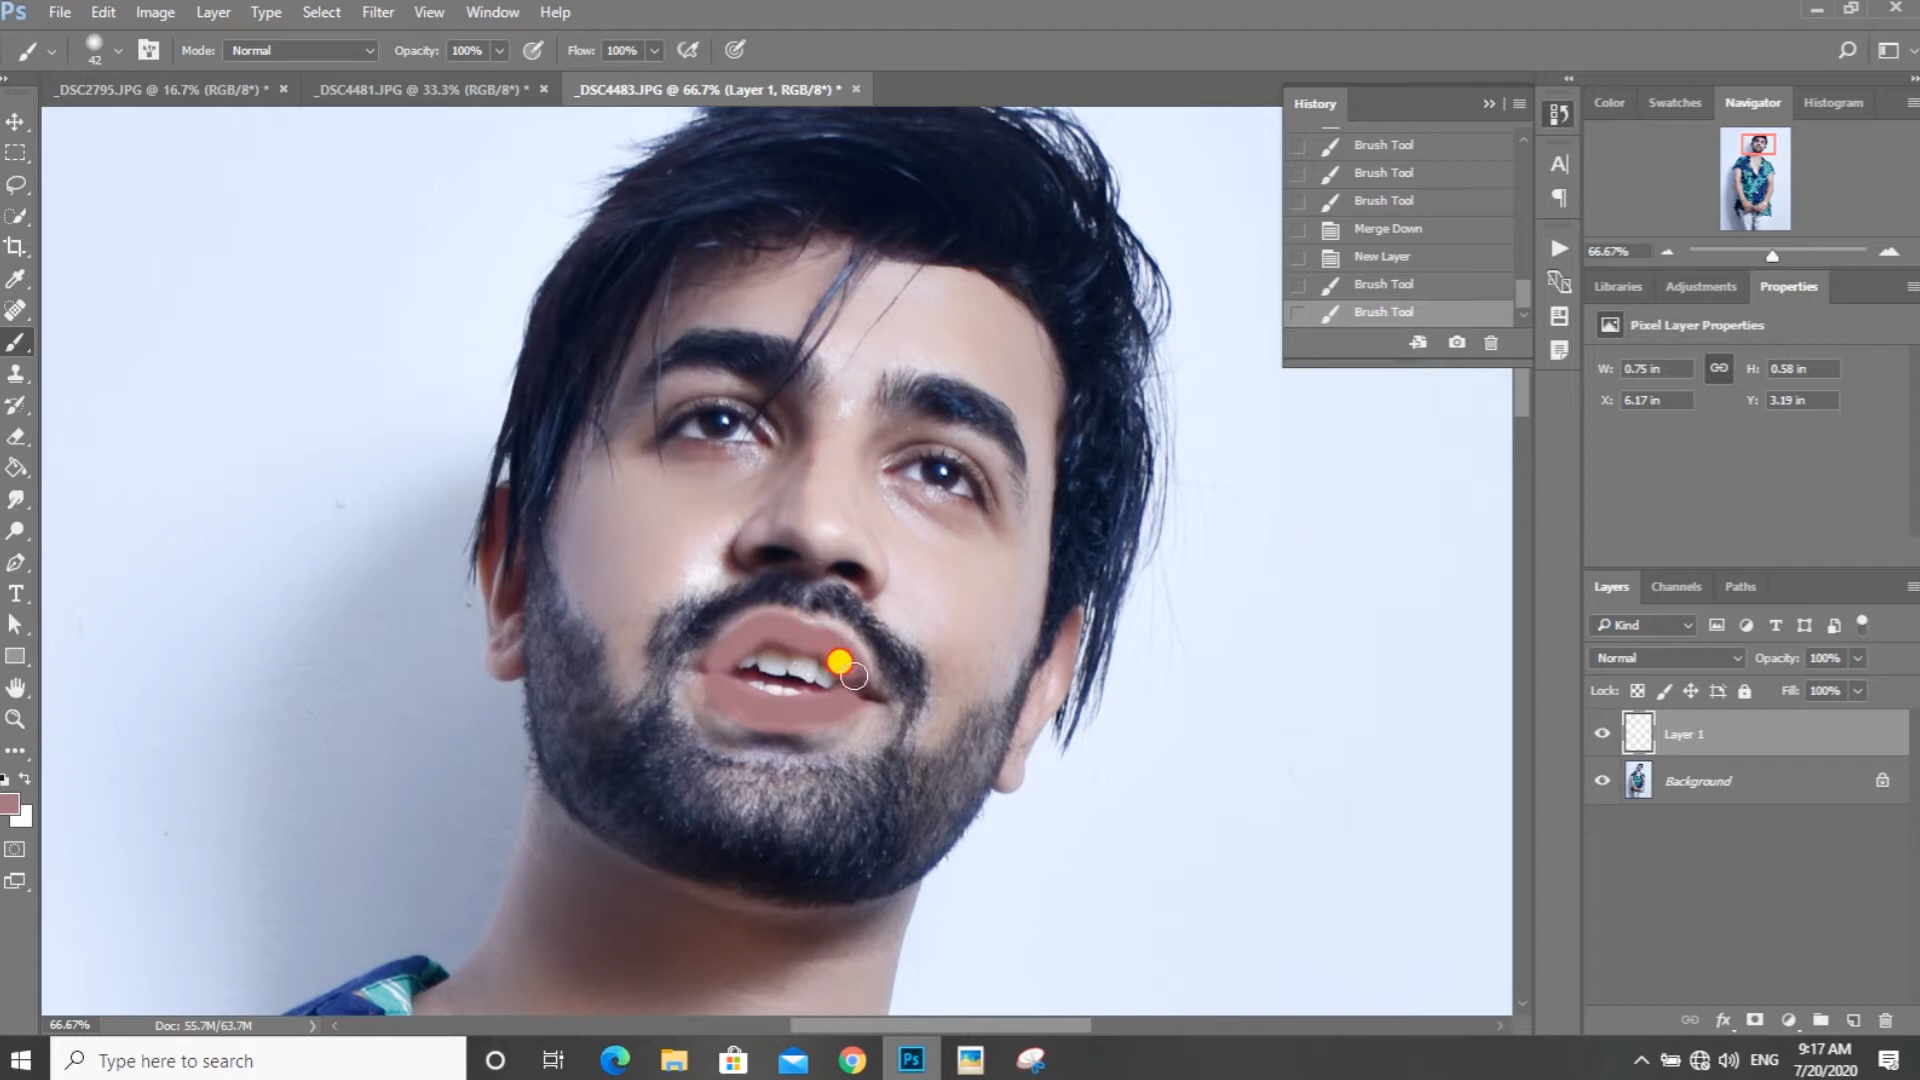 Ps File Edit Image Layer Type Select Filter View Window Help
42 Mode: Normal Opacity: 100% Flow: 100%
_DSC2795.JPG @ 16.7% (RGB/8*) * × _DSC4481.JPG @ 33.3% (RGB/8*) * × _DSC4483.JPG @ 66.7% (Layer 1, RGB/8*) * ×
History
Brush Tool
Brush Tool
Brush Tool
Merge Down
New Layer
Brush Tool
Brush Tool
Color Swatches Navigator Histogram
66.67%
Libraries Adjustments Properties
Pixel Layer Properties
W: 0.75 in H: 0.58 in
X: 6.17 in Y: 3.19 in
Layers Channels Paths
Kind
Normal Opacity: 100%
Lock: Fill: 100%
Layer 1
Background
fx
66.67% Doc: 55.7M/63.7M
Type here to search
Ps
ENG
9:17 AM
7/20/2020